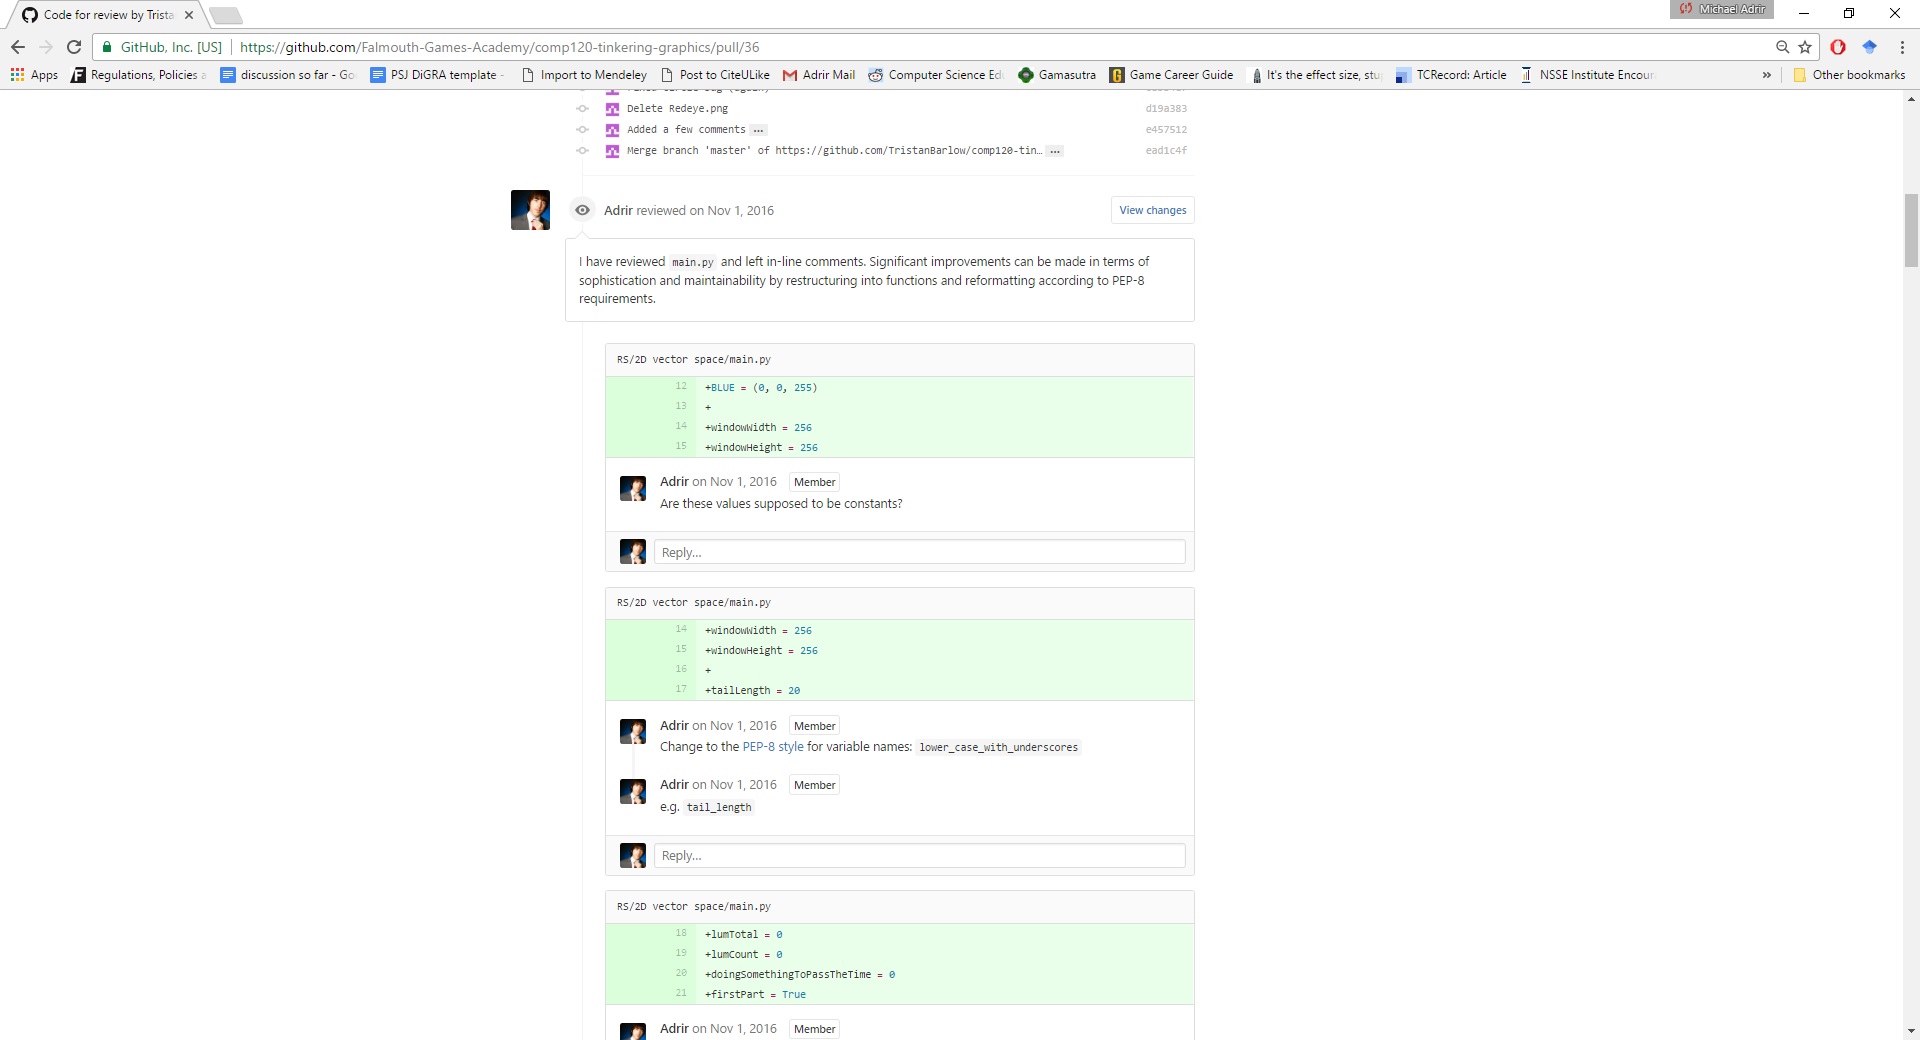 Code for review by Trista
Michael Adrir
GitHub, Inc. [US]
https://github.com/Falmouth-Games-Academy/comp120-tinkering-graphics/pull/36
Apps
Regulations, Policies a
discussion so far - Go
PSJ DiGRA template -
Import to Mendeley
Post to CiteULike
Adrir Mail
Computer Science Ed
Gamasutra
Game Career Guide
It's the effect size, stu
TCRecord: Article
NSSE Institute Encour
»
Other bookmarks
Delete Redeye.png
d19a383
Added a few comments …
e457512
Merge branch 'master' of https://github.com/TristanBarlow/comp120-tin… …
ead1c4f
Adrir reviewed on Nov 1, 2016
View changes
I have reviewed main.py and left in-line comments. Significant improvements can be made in terms of
sophistication and maintainability by restructuring into functions and reformatting according to PEP-8
requirements.
RS/2D vector space/main.py
12 +BLUE = (0, 0, 255)
13 +
14 +windowWidth = 256
15 +windowHeight = 256
Adrir on Nov 1, 2016 Member
Are these values supposed to be constants?
Reply...
RS/2D vector space/main.py
14 +windowWidth = 256
15 +windowHeight = 256
16 +
17 +tailLength = 20
Adrir on Nov 1, 2016 Member
Change to the PEP-8 style for variable names: lower_case_with_underscores
Adrir on Nov 1, 2016 Member
e.g. tail_length
Reply...
RS/2D vector space/main.py
18 +lumTotal = 0
19 +lumCount = 0
20 +doingSomethingToPassTheTime = 0
21 +firstPart = True
Adrir on Nov 1, 2016 Member